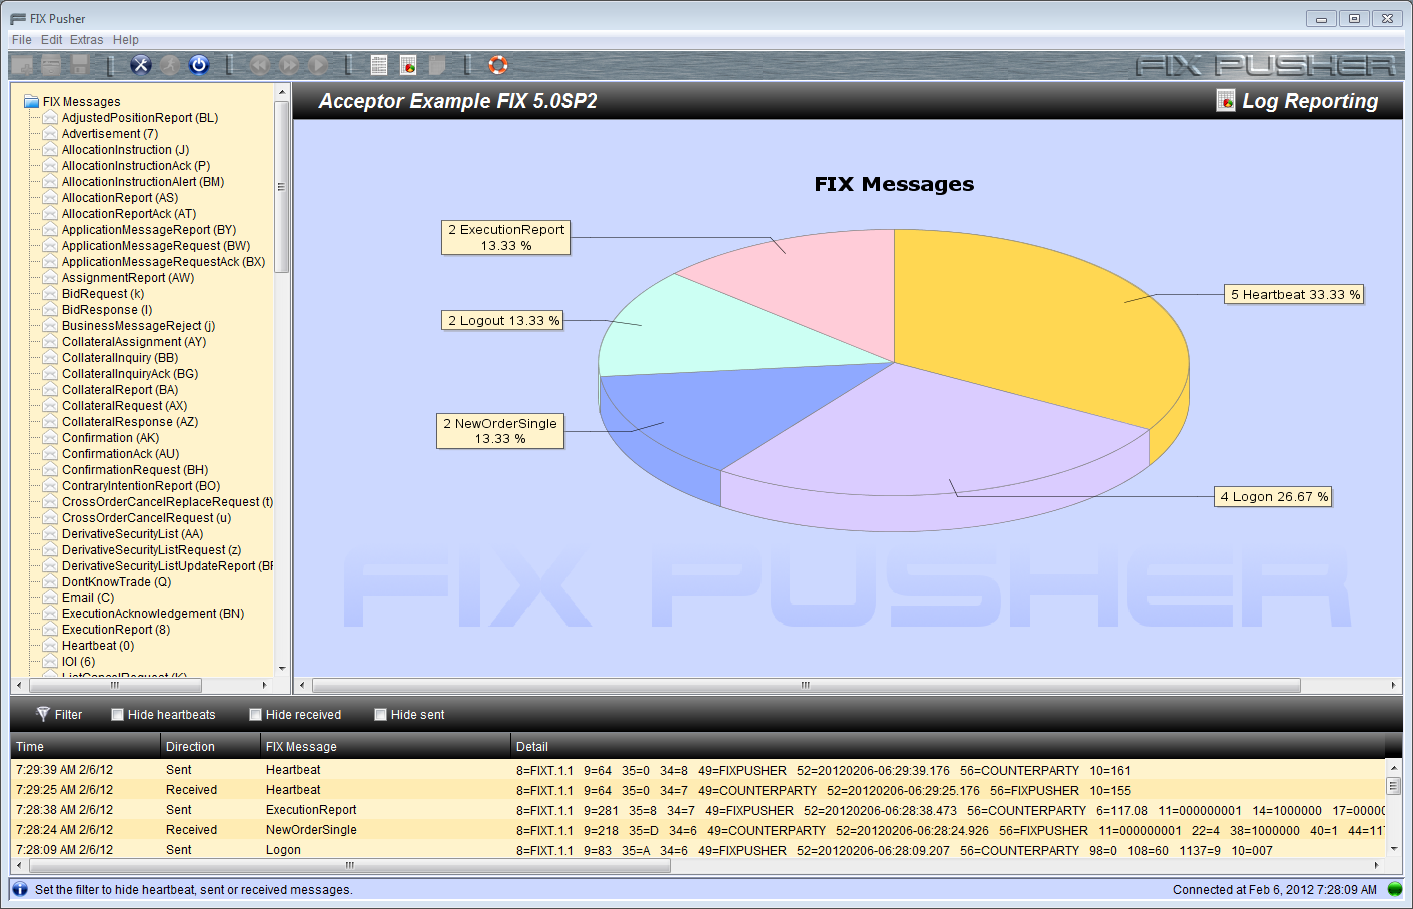 FIX Pusher
File Edit Extras Help
FIX PUSHER
FIX Messages
AdjustedPositionReport (BL)
Advertisement (7)
AllocationInstruction (J)
AllocationInstructionAck (P)
AllocationInstructionAlert (BM)
AllocationReport (AS)
AllocationReportAck (AT)
ApplicationMessageReport (BY)
ApplicationMessageRequest (BW)
ApplicationMessageRequestAck (BX)
AssignmentReport (AW)
BidRequest (k)
BidResponse (l)
BusinessMessageReject (j)
CollateralAssignment (AY)
CollateralInquiry (BB)
CollateralInquiryAck (BG)
CollateralReport (BA)
CollateralRequest (AX)
CollateralResponse (AZ)
Confirmation (AK)
ConfirmationAck (AU)
ConfirmationRequest (BH)
ContraryIntentionReport (BO)
CrossOrderCancelReplaceRequest (t)
CrossOrderCancelRequest (u)
DerivativeSecurityList (AA)
DerivativeSecurityListRequest (z)
DerivativeSecurityListUpdateReport (BR
DontKnowTrade (Q)
Email (C)
ExecutionAcknowledgement (BN)
ExecutionReport (8)
Heartbeat (0)
IOI (6)
ListCancelRequest (K)
Acceptor Example FIX 5.0SP2
Log Reporting
FIX Messages
2 ExecutionReport
13.33 %
5 Heartbeat 33.33 %
2 Logout 13.33 %
2 NewOrderSingle
13.33 %
4 Logon 26.67 %
FIX PUSHER
Filter Hide heartbeats Hide received Hide sent
Time Direction FIX Message Detail
7:29:39 AM 2/6/12 Sent Heartbeat 8=FIXT.1.1 9=64 35=0 34=8 49=FIXPUSHER 52=20120206-06:29:39.176 56=COUNTERPARTY 10=161
7:29:25 AM 2/6/12 Received Heartbeat 8=FIXT.1.1 9=64 35=0 34=7 49=COUNTERPARTY 52=20120206-06:29:25.176 56=FIXPUSHER 10=155
7:28:38 AM 2/6/12 Sent ExecutionReport 8=FIXT.1.1 9=281 35=8 34=7 49=FIXPUSHER 52=20120206-06:28:38.473 56=COUNTERPARTY 6=117.08 11=000000001 14=1000000 17=00000
7:28:24 AM 2/6/12 Received NewOrderSingle 8=FIXT.1.1 9=218 35=D 34=6 49=COUNTERPARTY 52=20120206-06:28:24.926 56=FIXPUSHER 11=000000001 22=4 38=1000000 40=1 44=11
7:28:09 AM 2/6/12 Sent Logon 8=FIXT.1.1 9=83 35=A 34=6 49=FIXPUSHER 52=20120206-06:28:09.207 56=COUNTERPARTY 98=0 108=60 1137=9 10=007
Set the filter to hide heartbeat, sent or received messages.
Connected at Feb 6, 2012 7:28:09 AM